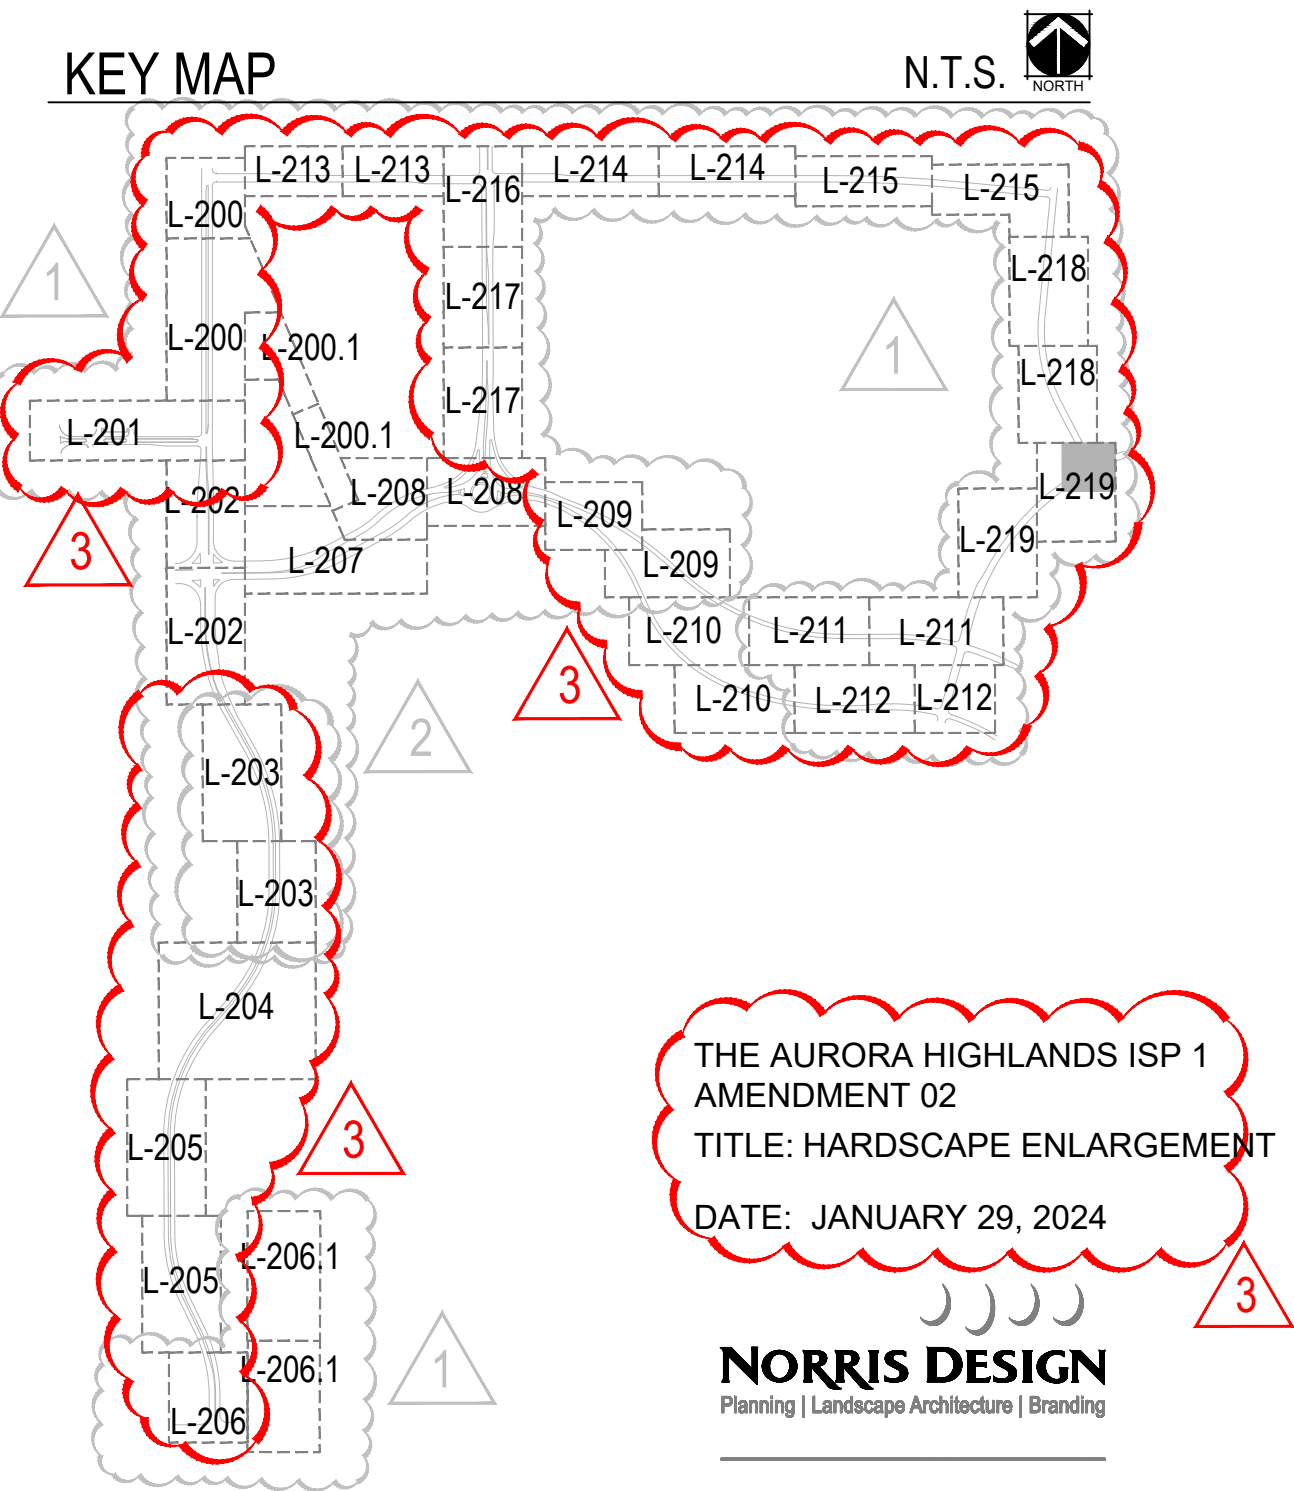 KEY MAP
N.T.S.
NORTH
L-213
L-213
L-214
L-214
L-215
L-215
L-216
L-200
1
L-218
L-217
L-200
L-200.1
1
L-218
L-217
L-201
L-200.1
L-219
L-202
L-208
L-208
L-209
L-219
3
L-207
L-209
L-202
L-210
L-211
L-211
3
L-210
L-212
L-212
2
L-203
L-203
L-204
THE AURORA HIGHLANDS ISP 1
AMENDMENT 02
TITLE: HARDSCAPE ENLARGEMENT
DATE: JANUARY 29, 2024
3
L-205
3
L-206.1
L-205
L-206.1
1
L-206
NORRIS DESIGN
Planning | Landscape Architecture | Branding